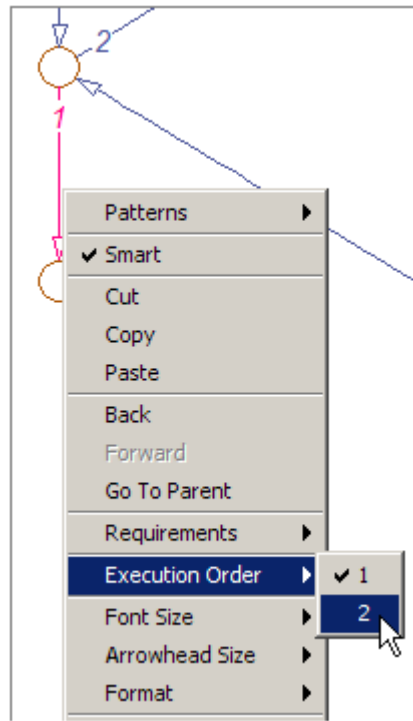 2
1
Patterns
Smart
Cut
Copy
Paste
Back
Forward
Go To Parent
Requirements
Execution Order
1
2
Font Size
Arrowhead Size
Format